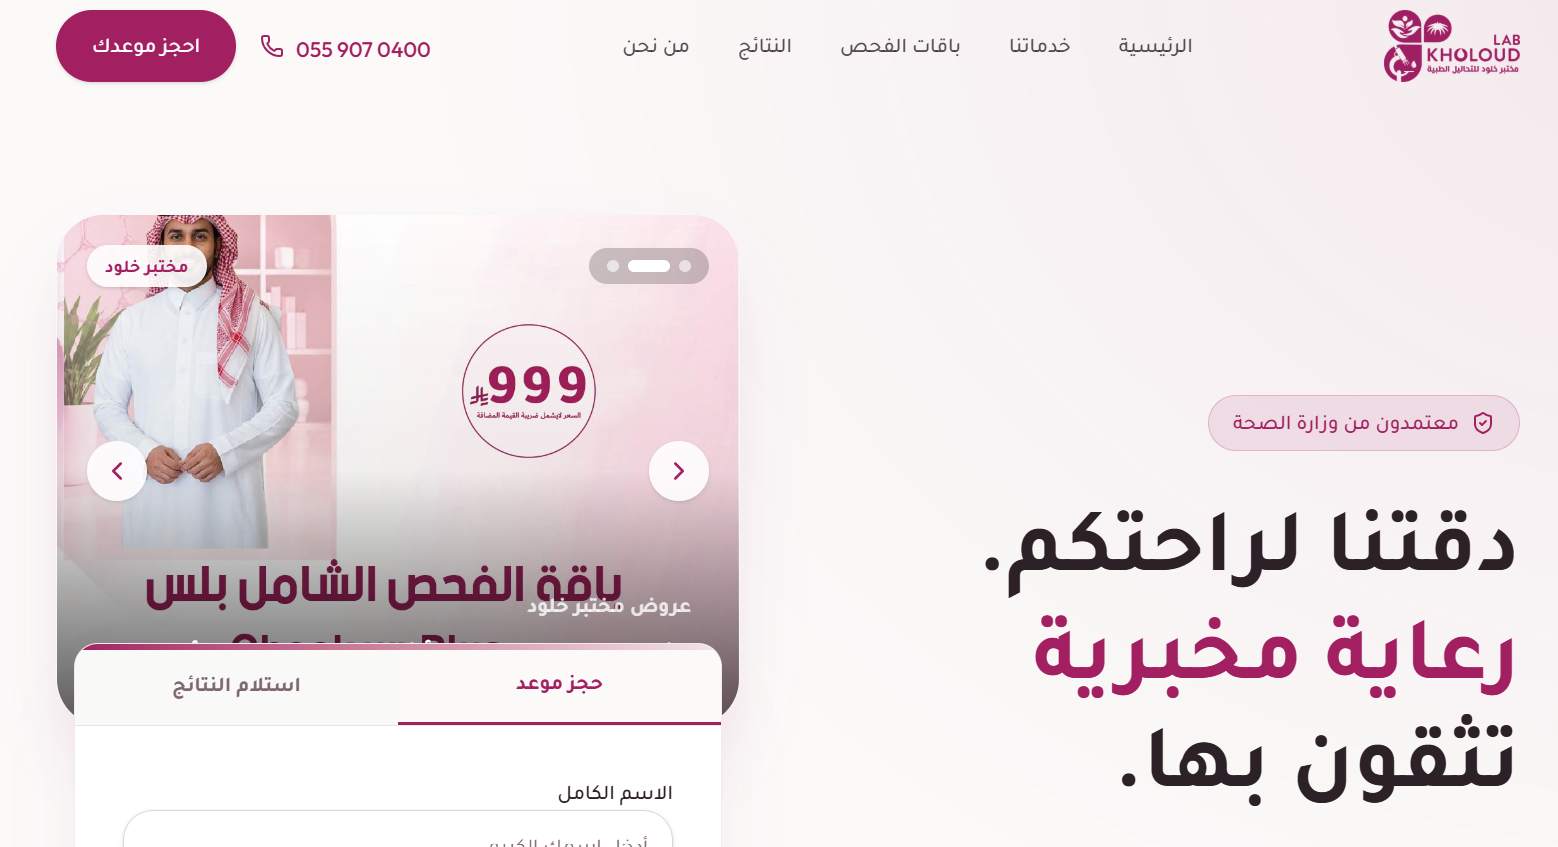 LAB
KHOLOUD
مختبر خلود للتحاليل الطبية
الرئيسية
خدماتنا
باقات الفحص
النتائج
من نحن
055 907 0400
احجز موعدك
معتمدون من وزارة الصحة
دقتنا لراحتكم.
رعاية مخبرية
تثقون بها.
مختبر خلود
999
السعر لايشمل ضريبة القيمة المضافة
باقة الفحص الشامل بلس
عروض مختبر خلود
حجز موعد
استلام النتائج
الاسم الكامل